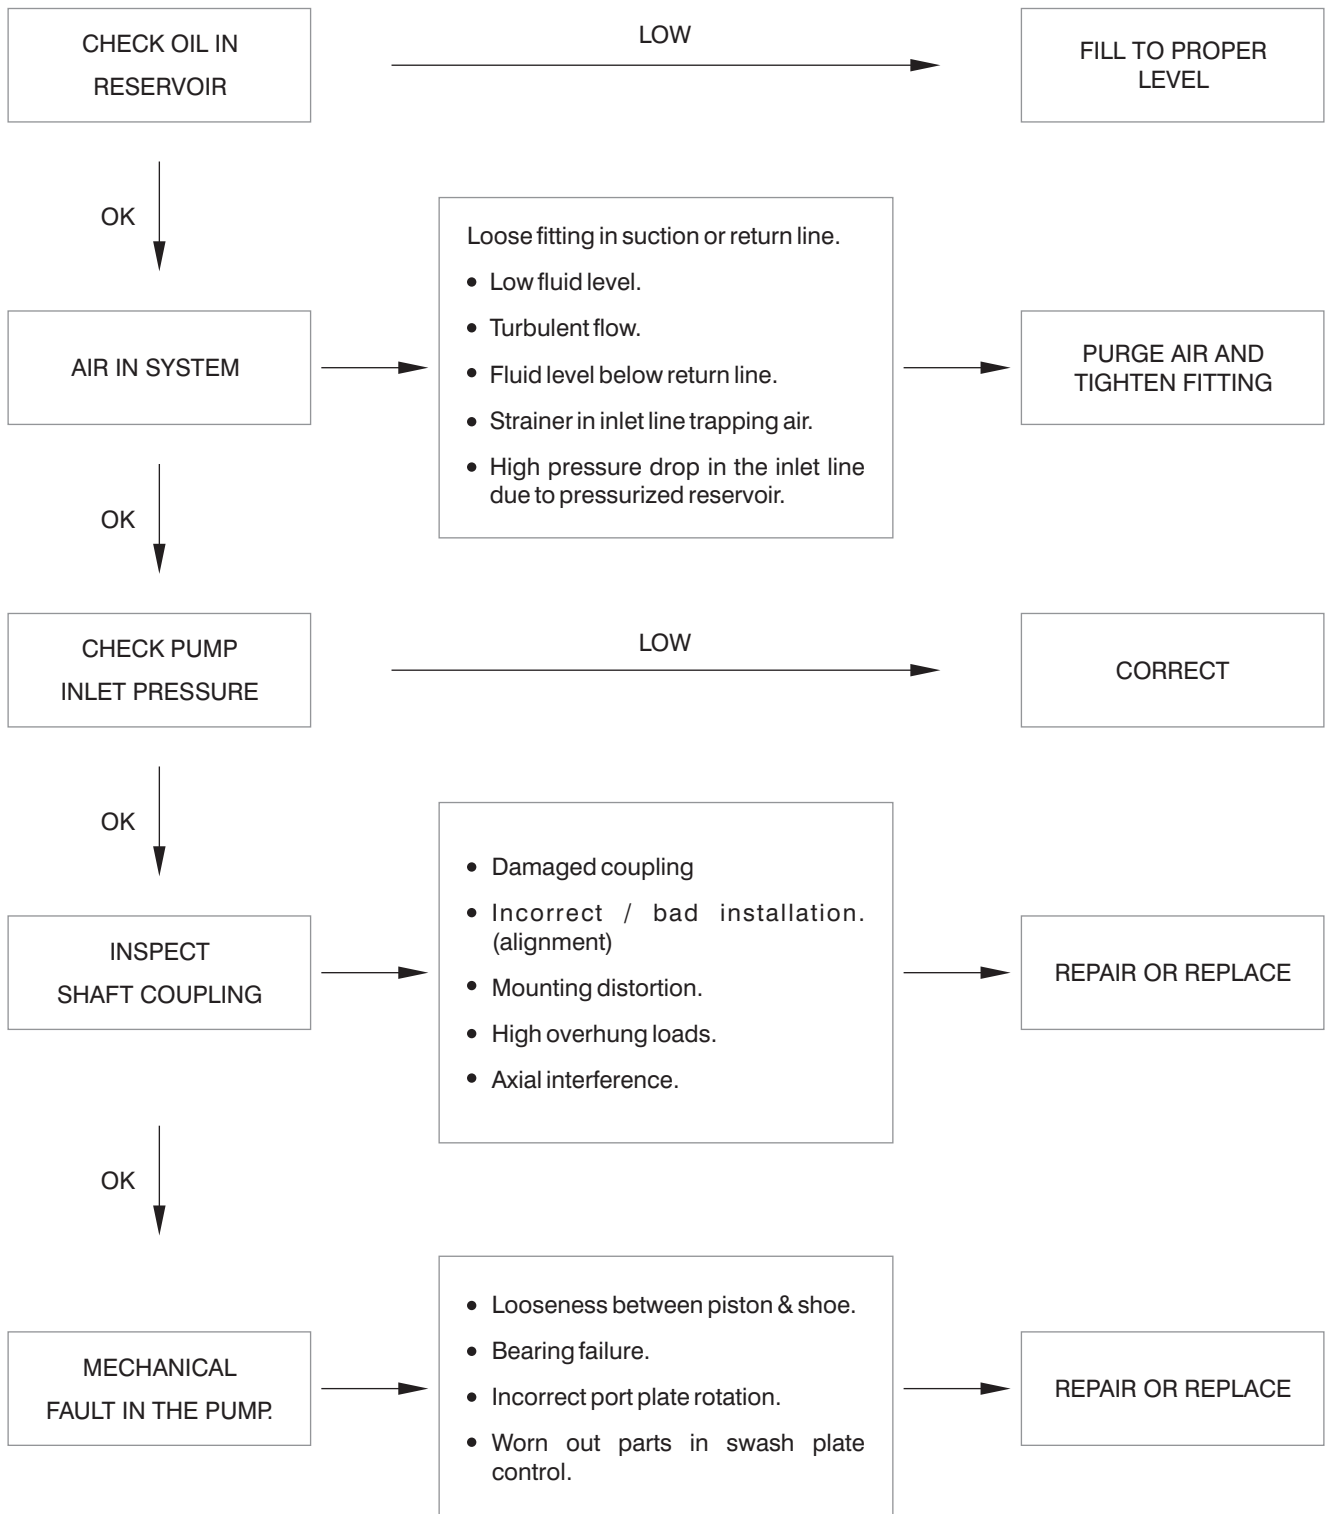 CHECK OIL IN
RESERVOIR
LOW
FILL TO PROPER
LEVEL
OK
Loose fitting in suction or return line.
• Low fluid level.
• Turbulent flow.
• Fluid level below return line.
• Strainer in inlet line trapping air.
• High pressure drop in the inlet line
due to pressurized reservoir.
AIR IN SYSTEM
PURGE AIR AND
TIGHTEN FITTING
OK
CHECK PUMP
INLET PRESSURE
LOW
CORRECT
OK
• Damaged coupling
• Incorrect / bad installation.
(alignment)
• Mounting distortion.
• High overhung loads.
• Axial interference.
INSPECT
SHAFT COUPLING
REPAIR OR REPLACE
OK
• Looseness between piston & shoe.
• Bearing failure.
• Incorrect port plate rotation.
• Worn out parts in swash plate
control.
MECHANICAL
FAULT IN THE PUMP.
REPAIR OR REPLACE